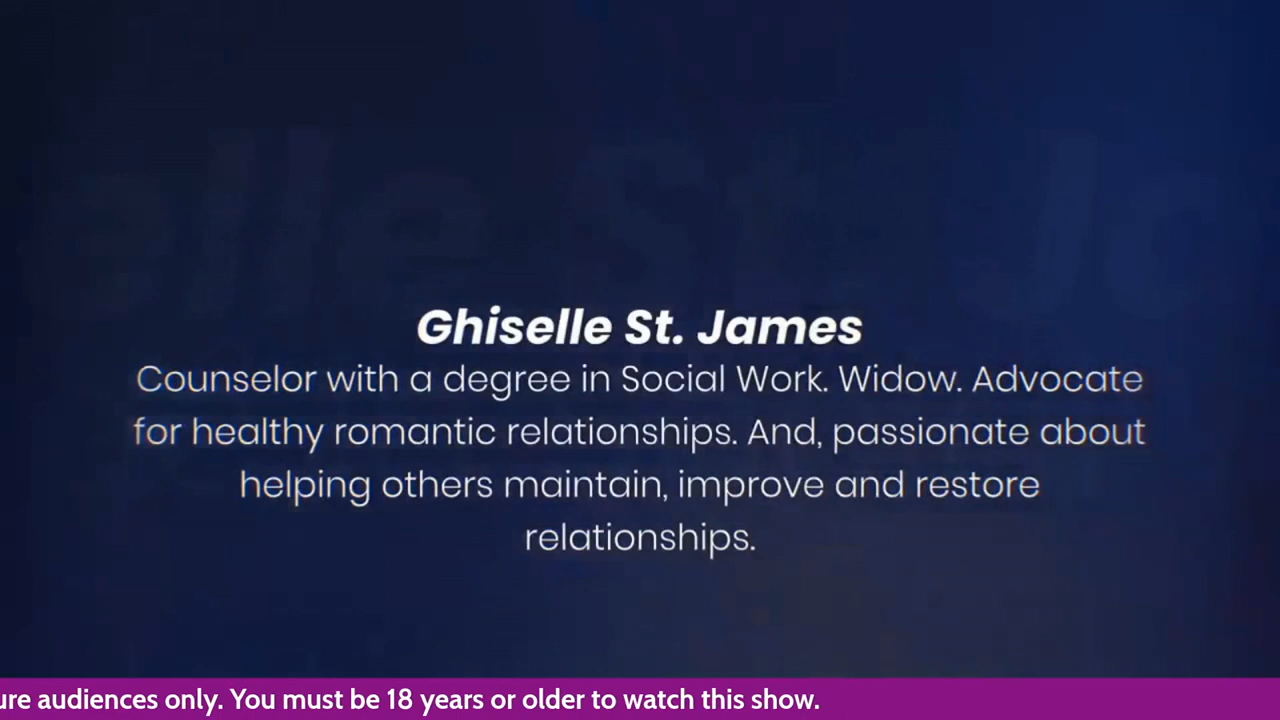 Ghiselle St. James
Counselor with a degree in Social Work. Widow. Advocate
for healthy romantic relationships. And, passionate about
helping others maintain, improve and restore
relationships.
ure audiences only. You must be 18 years or older to watch this show.